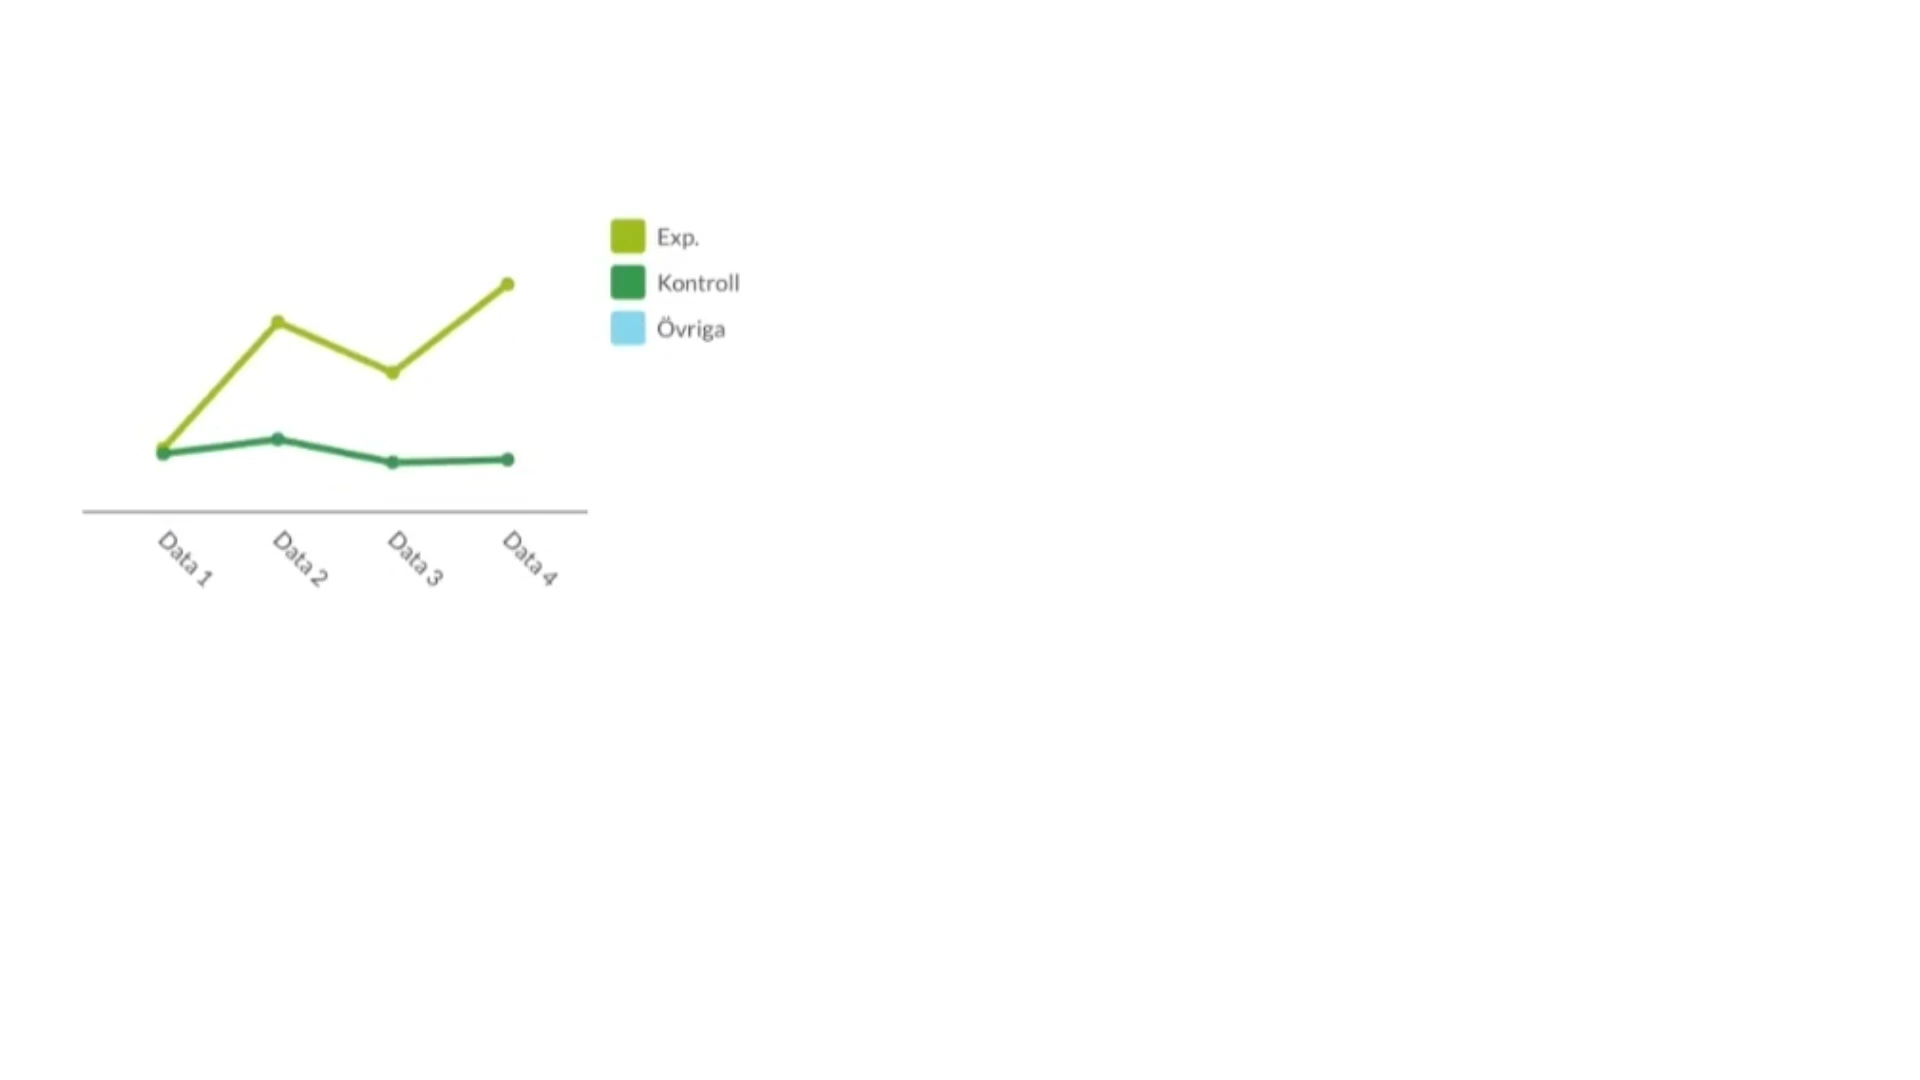 Exp.
Kontroll
Övriga
Data 1
Data 2
Data 3
Data 4